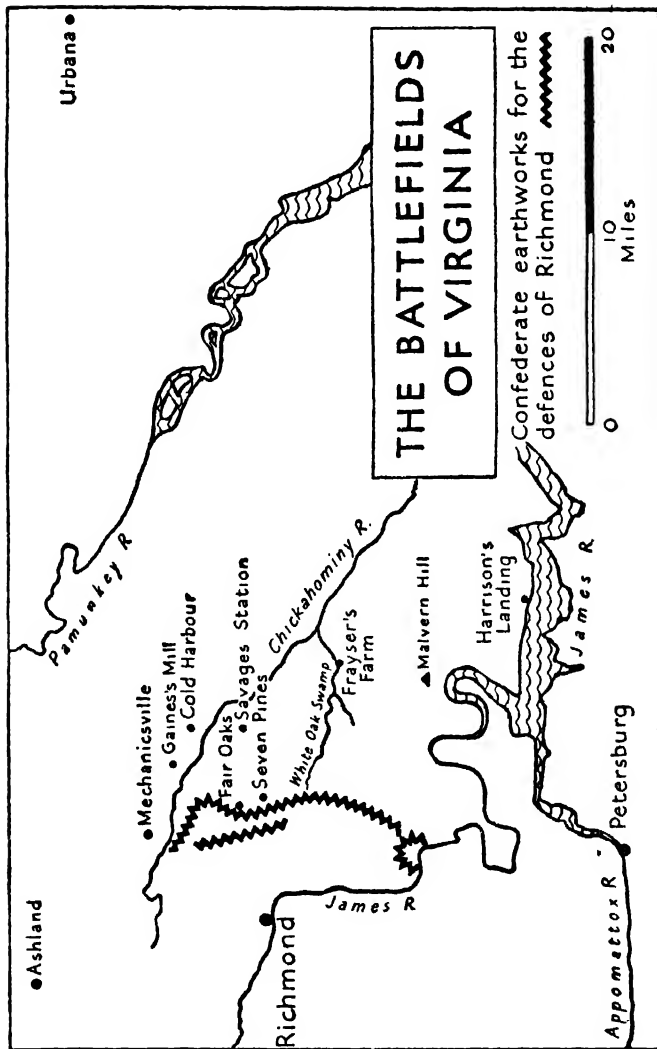 Urbana
Ashland
Pamunkey R
Mechanicsville
Gaines's Mill
Cold Harbour
Fair Oaks
Savages Station
Seven Pines
Chickahominy R.
White Oak Swamp
Frayser's
Farm
Richmond
James R
Malvern Hill
Harrison's
Landing
James R.
Petersburg
Appomattox R
THE BATTLEFIELDS
OF VIRGINIA
Confederate earthworks for the
defences of Richmond
0 10 20
Miles